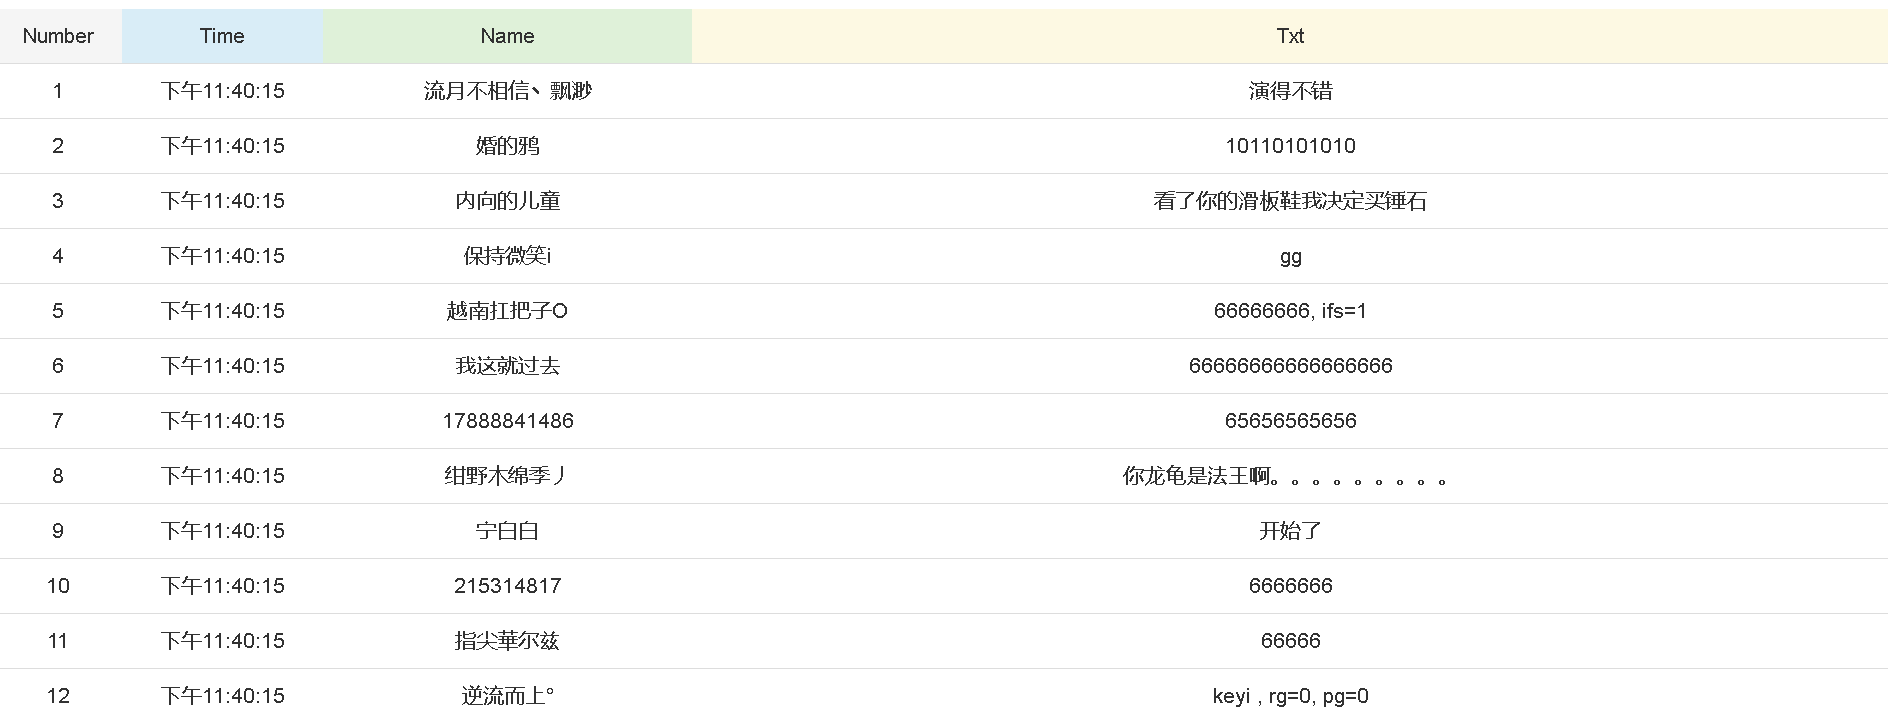 Number Time Name Txt
1 下午11:40:15 流月不相信丶飘渺 演得不错
2 下午11:40:15 婚的鸦 10110101010
3 下午11:40:15 内向的儿童 看了你的滑板鞋我决定买锤石
4 下午11:40:15 保持微笑i gg
5 下午11:40:15 越南扛把子O 66666666, ifs=1
6 下午11:40:15 我这就过去 66666666666666666
7 下午11:40:15 17888841486 65656565656
8 下午11:40:15 绀野木绵季丿 你龙龟是法王啊。。。。。。。。。
9 下午11:40:15 宁白白 开始了
10 下午11:40:15 215314817 6666666
11 下午11:40:15 指尖華尔兹 66666
12 下午11:40:15 逆流而上° keyi , rg=0, pg=0